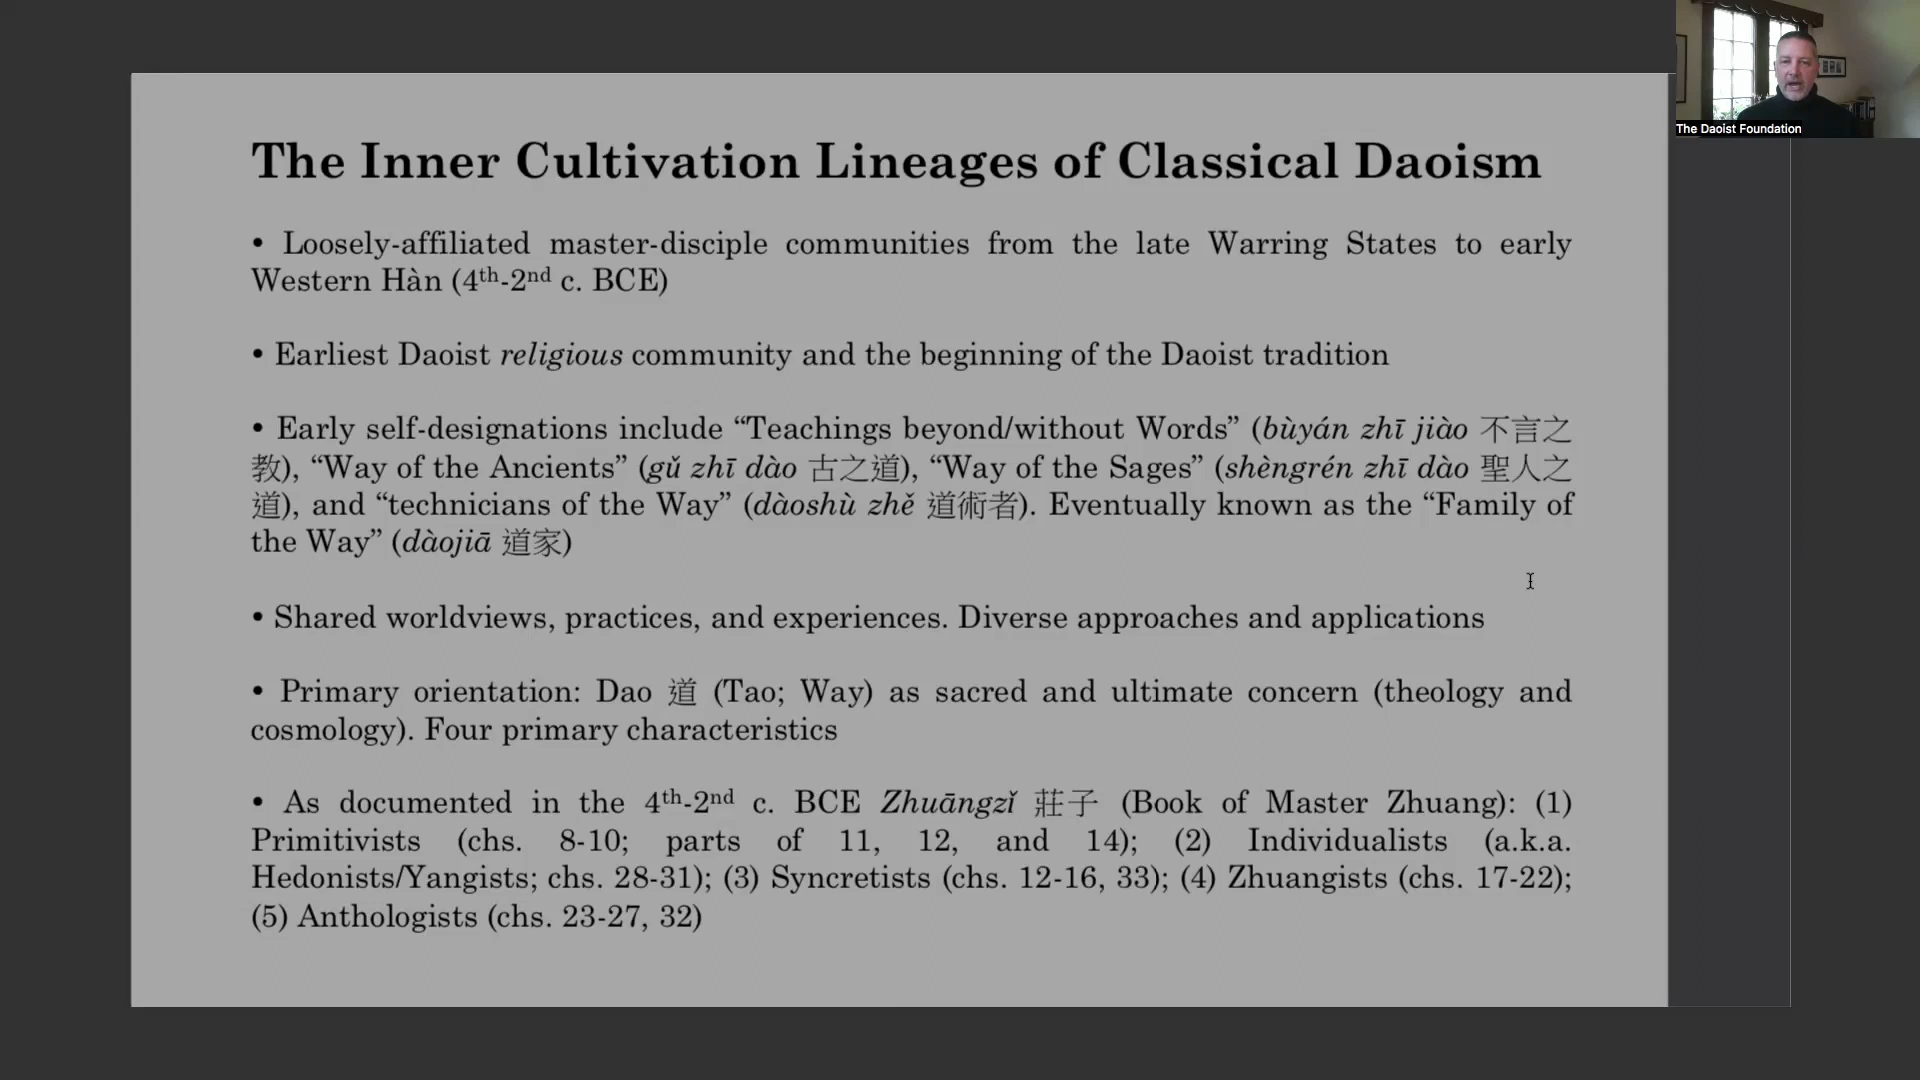 The Inner Cultivation Lineages of Classical Daoism
• Loosely-affiliated master-disciple communities from the late Warring States to early
Western Hàn (4th-2nd c. BCE)
• Earliest Daoist religious community and the beginning of the Daoist tradition
• Early self-designations include “Teachings beyond/without Words” (bùyán zhī jiào 不言之
教), “Way of the Ancients” (gǔ zhī dào 古之道), “Way of the Sages” (shèngrén zhī dào 聖人之
道), and “technicians of the Way” (dàoshù zhě 道術者). Eventually known as the “Family of
the Way” (dàojiā 道家)
• Shared worldviews, practices, and experiences. Diverse approaches and applications
• Primary orientation: Dao 道 (Tao; Way) as sacred and ultimate concern (theology and
cosmology). Four primary characteristics
• As documented in the 4th-2nd c. BCE Zhuāngzǐ 莊子 (Book of Master Zhuang): (1)
Primitivists (chs. 8-10; parts of 11, 12, and 14); (2) Individualists (a.k.a.
Hedonists/Yangists; chs. 28-31); (3) Syncretists (chs. 12-16, 33); (4) Zhuangists (chs. 17-22);
(5) Anthologists (chs. 23-27, 32)
The Daoist Foundation